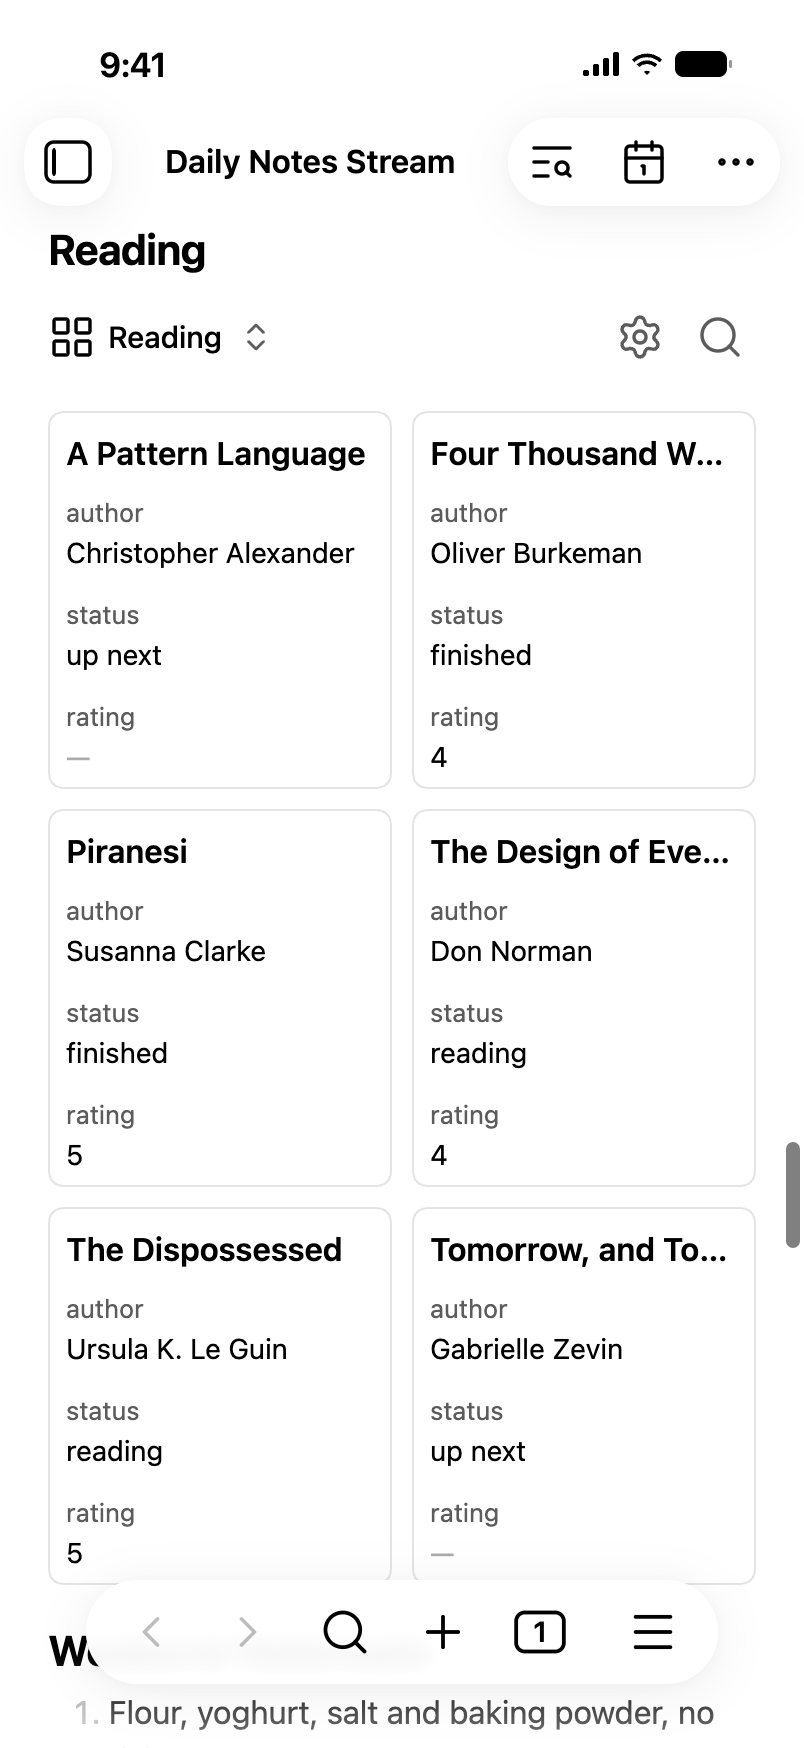 9:41
Daily Notes Stream
1
Reading
Reading
A Pattern Language
author
Christopher Alexander
status
up next
rating
—
Four Thousand W...
author
Oliver Burkeman
status
finished
rating
4
Piranesi
author
Susanna Clarke
status
finished
rating
5
The Design of Eve...
author
Don Norman
status
reading
rating
4
The Dispossessed
author
Ursula K. Le Guin
status
reading
rating
5
Tomorrow, and To...
author
Gabrielle Zevin
status
up next
rating
—
1
1. Flour, yoghurt, salt and baking powder, no